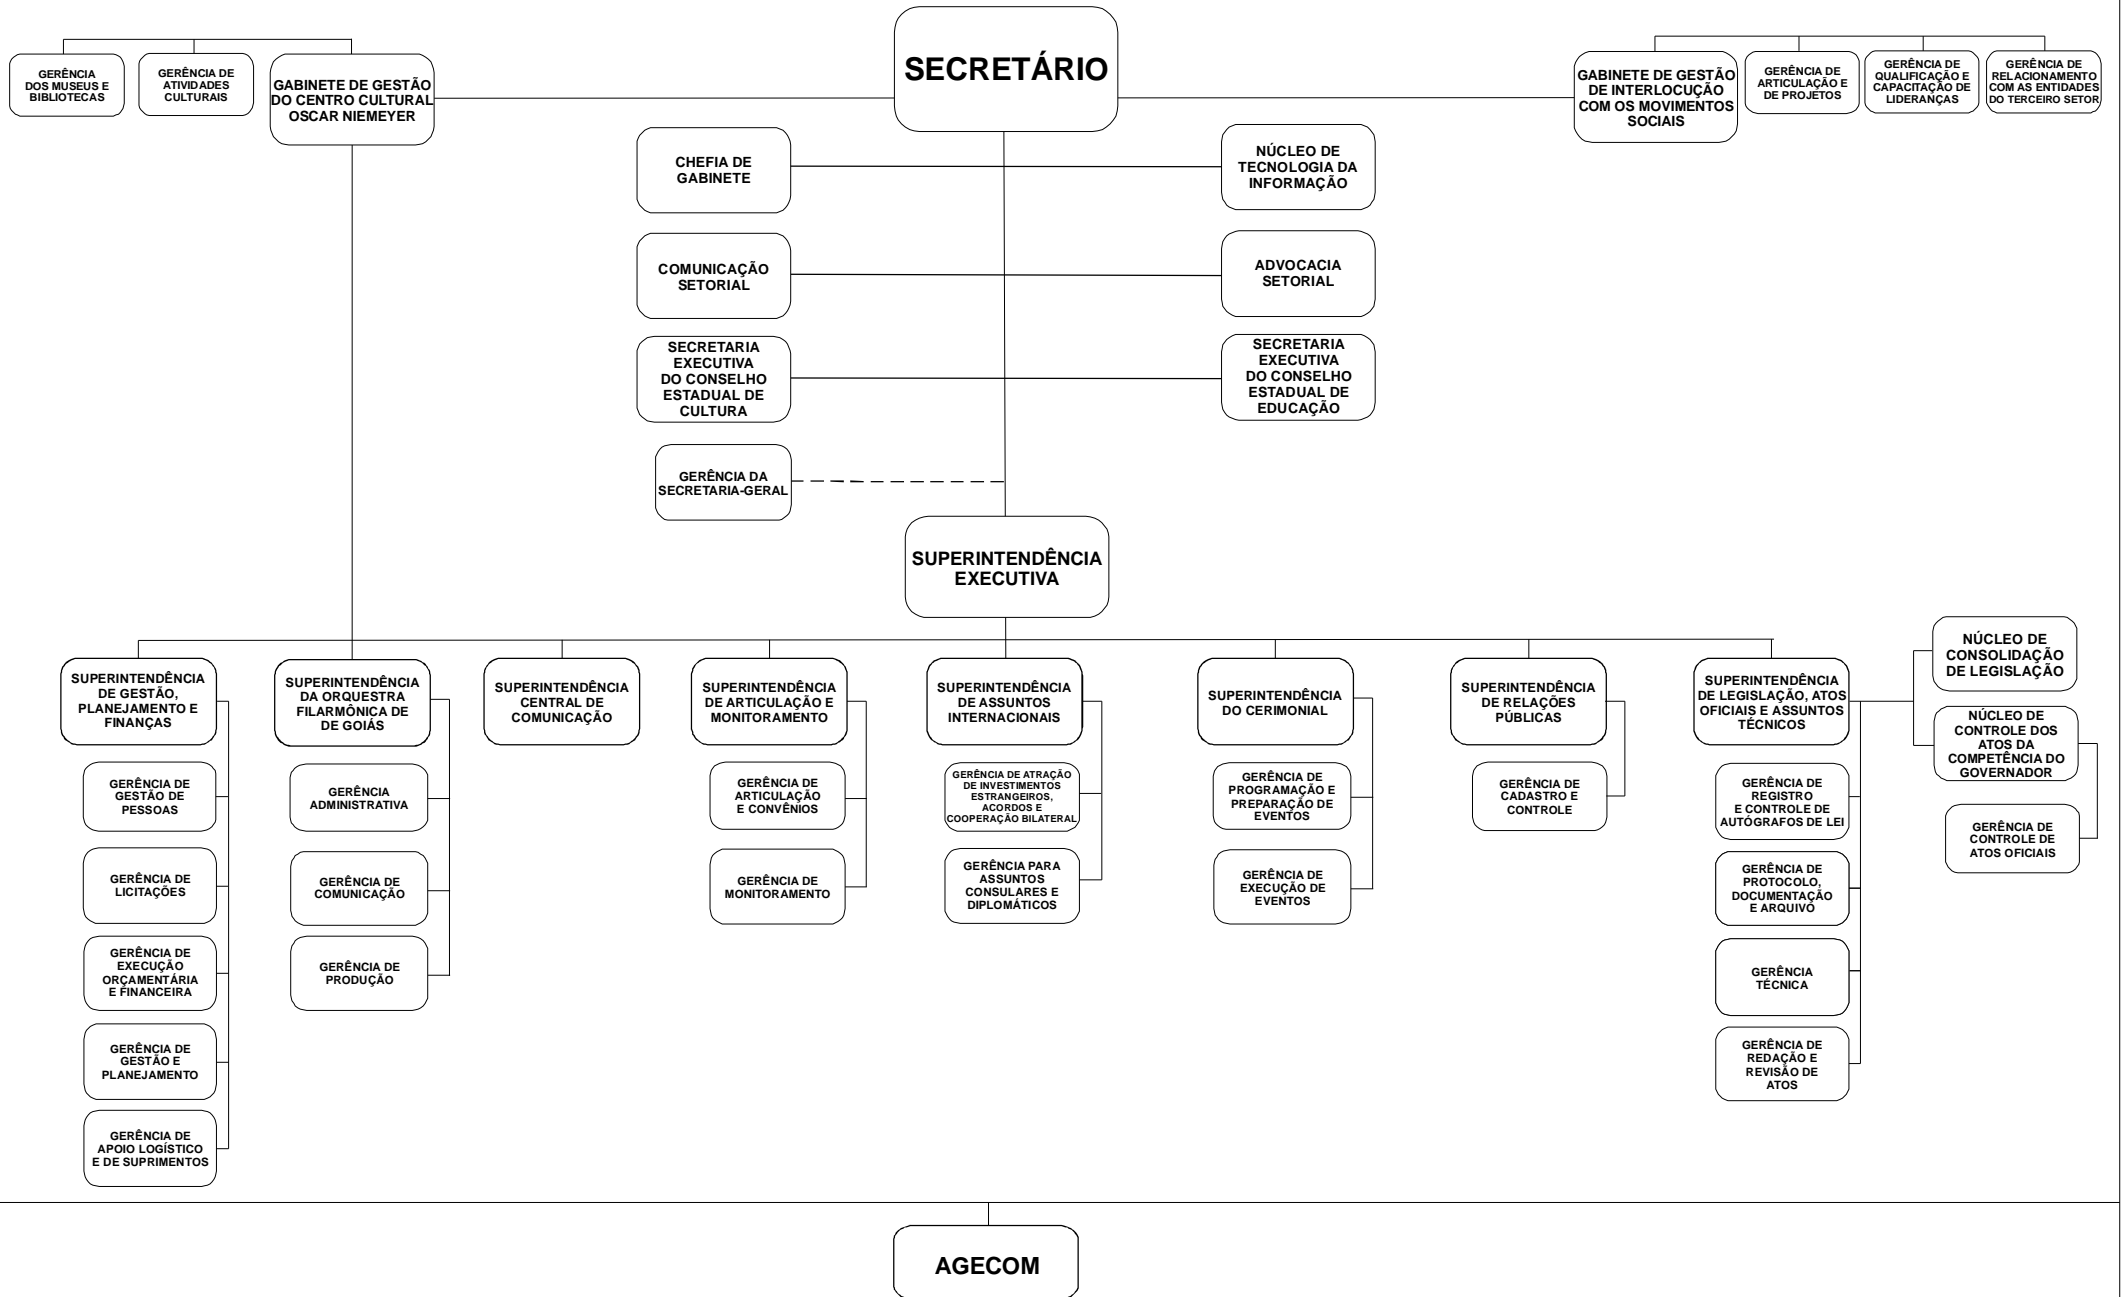 SECRETÁRIO
GERÊNCIA
DOS MUSEUS E
BIBLIOTECAS
GERÊNCIA DE
ATIVIDADES
CULTURAIS
GABINETE DE GESTÃO
DO CENTRO CULTURAL
OSCAR NIEMEYER
GABINETE DE GESTÃO
DE INTERLOCUÇÃO
COM OS MOVIMENTOS
SOCIAIS
GERÊNCIA DE
ARTICULAÇÃO E
DE PROJETOS
GERÊNCIA DE
QUALIFICAÇÃO E
CAPACITAÇÃO DE
LIDERANÇAS
GERÊNCIA DE
RELACIONAMENTO
COM AS ENTIDADES
DO TERCEIRO SETOR
CHEFIA DE
GABINETE
NÚCLEO DE
TECNOLOGIA DA
INFORMAÇÃO
COMUNICAÇÃO
SETORIAL
ADVOCACIA
SETORIAL
SECRETARIA
EXECUTIVA
DO CONSELHO
ESTADUAL DE
CULTURA
SECRETARIA
EXECUTIVA
DO CONSELHO
ESTADUAL DE
EDUCAÇÃO
GERÊNCIA DA
SECRETARIA-GERAL
SUPERINTENDÊNCIA
EXECUTIVA
SUPERINTENDÊNCIA
DE GESTÃO,
PLANEJAMENTO E
FINANÇAS
GERÊNCIA DE
GESTÃO DE
PESSOAS
GERÊNCIA DE
LICITAÇÕES
GERÊNCIA DE
EXECUÇÃO
ORÇAMENTÁRIA
E FINANCEIRA
GERÊNCIA DE
GESTÃO E
PLANEJAMENTO
GERÊNCIA DE
APOIO LOGÍSTICO
E DE SUPRIMENTOS
SUPERINTENDÊNCIA
DA ORQUESTRA
FILARMÔNICA DE
DE GOIÁS
GERÊNCIA
ADMINISTRATIVA
GERÊNCIA DE
COMUNICAÇÃO
GERÊNCIA DE
PRODUÇÃO
SUPERINTENDÊNCIA
CENTRAL DE
COMUNICAÇÃO
SUPERINTENDÊNCIA
DE ARTICULAÇÃO E
MONITORAMENTO
GERÊNCIA DE
ARTICULAÇÃO
E CONVÊNIOS
GERÊNCIA DE
MONITORAMENTO
SUPERINTENDÊNCIA
DE ASSUNTOS
INTERNACIONAIS
GERÊNCIA DE ATRAÇÃO
DE INVESTIMENTOS
ESTRANGEIROS,
ACORDOS E
COOPERAÇÃO BILATERAL
GERÊNCIA PARA
ASSUNTOS
CONSULARES E
DIPLOMÁTICOS
SUPERINTENDÊNCIA
DO CERIMONIAL
GERÊNCIA DE
PROGRAMAÇÃO E
PREPARAÇÃO DE
EVENTOS
GERÊNCIA DE
EXECUÇÃO DE
EVENTOS
SUPERINTENDÊNCIA
DE RELAÇÕES
PÚBLICAS
GERÊNCIA DE
CADASTRO E
CONTROLE
SUPERINTENDÊNCIA
DE LEGISLAÇÃO, ATOS
OFICIAIS E ASSUNTOS
TÉCNICOS
GERÊNCIA DE
REGISTRO
E CONTROLE DE
AUTÓGRAFOS DE LEI
GERÊNCIA DE
PROTOCOLO,
DOCUMENTAÇÃO
E ARQUIVO
GERÊNCIA
TÉCNICA
GERÊNCIA DE
REDAÇÃO E
REVISÃO DE
ATOS
NÚCLEO DE
CONSOLIDAÇÃO
DE LEGISLAÇÃO
NÚCLEO DE
CONTROLE DOS
ATOS DA
COMPETÊNCIA DO
GOVERNADOR
GERÊNCIA DE
CONTROLE DE
ATOS OFICIAIS
AGECOM